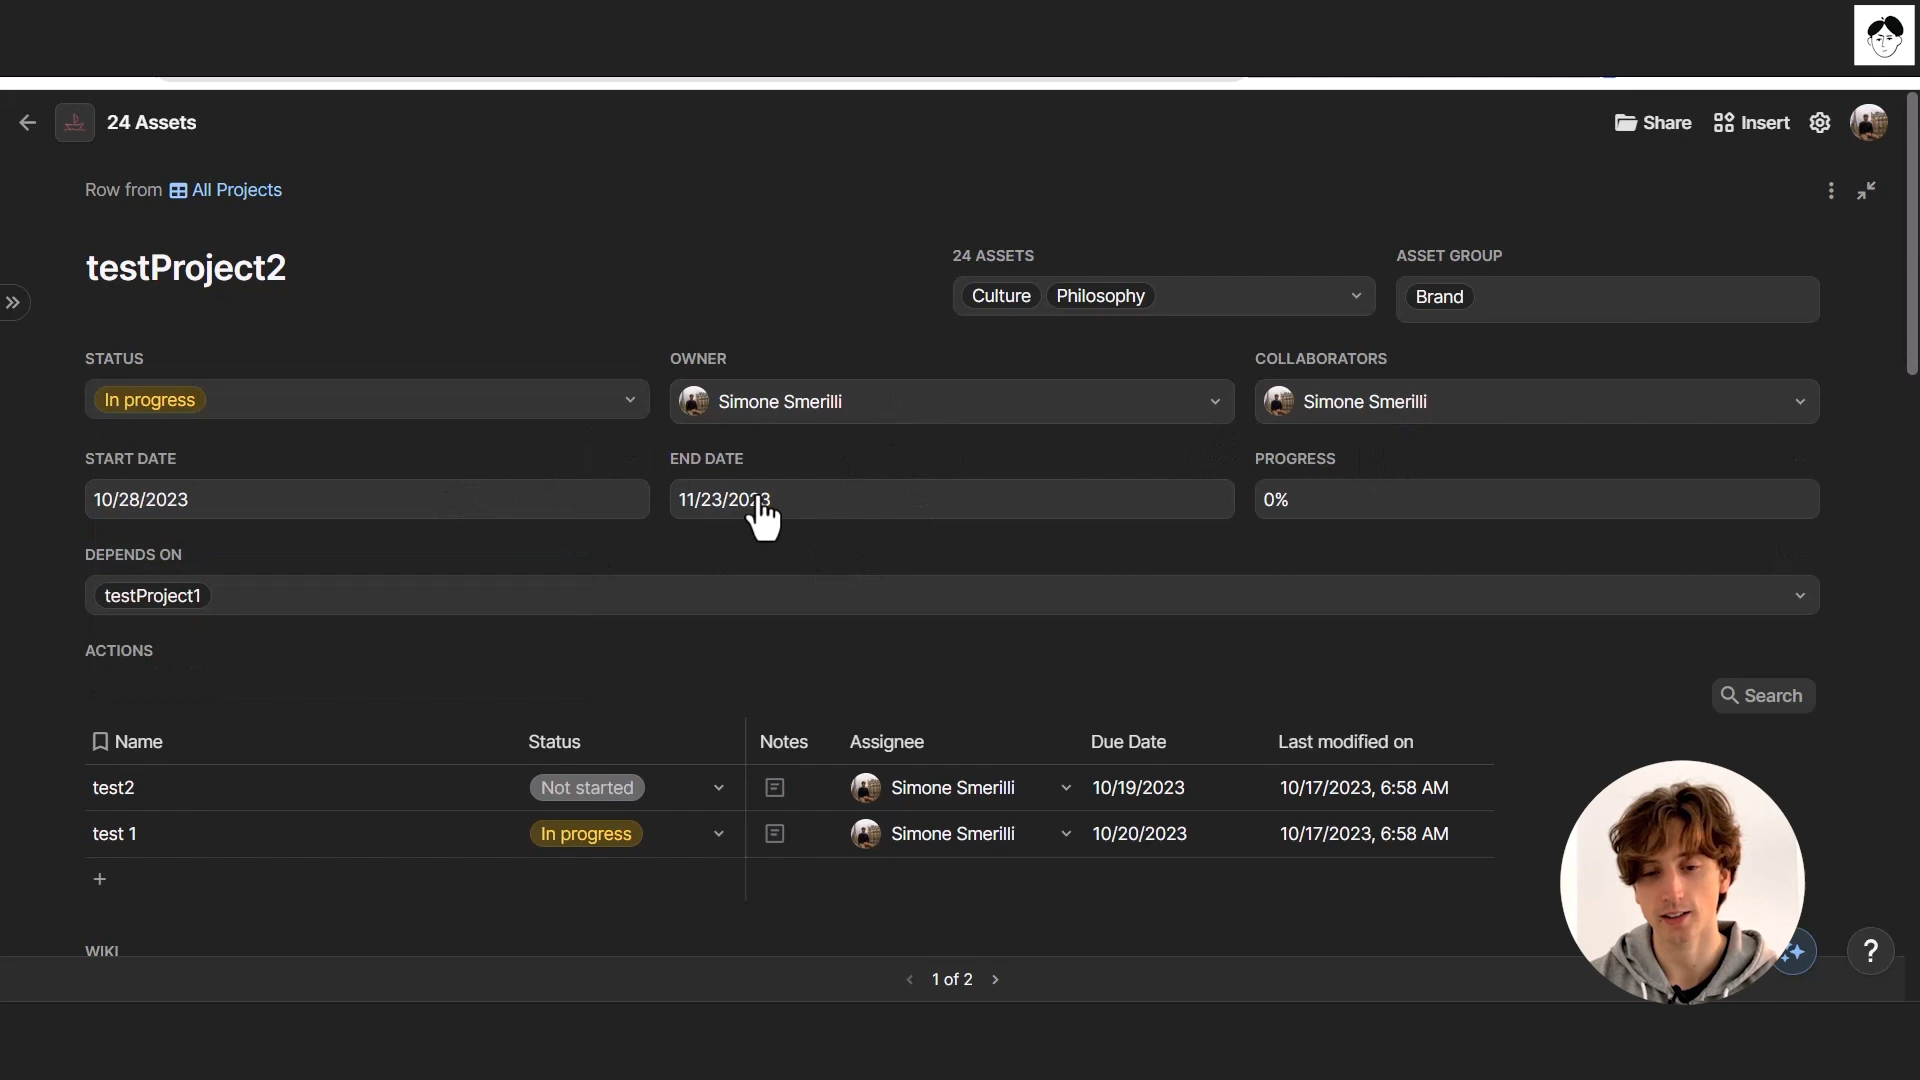 24 Assets
Share
Insert
Row from All Projects
testProject2
24 ASSETS
Culture Philosophy
ASSET GROUP
Brand
STATUS
In progress
OWNER
Simone Smerilli
COLLABORATORS
Simone Smerilli
START DATE
10/28/2023
END DATE
11/23/2023
PROGRESS
0%
DEPENDS ON
testProject1
ACTIONS
Search
Name Status Notes Assignee Due Date Last modified on
test2 Not started Simone Smerilli 10/19/2023 10/17/2023, 6:58 AM
test 1 In progress Simone Smerilli 10/20/2023 10/17/2023, 6:58 AM
+
WIKI
1 of 2
?